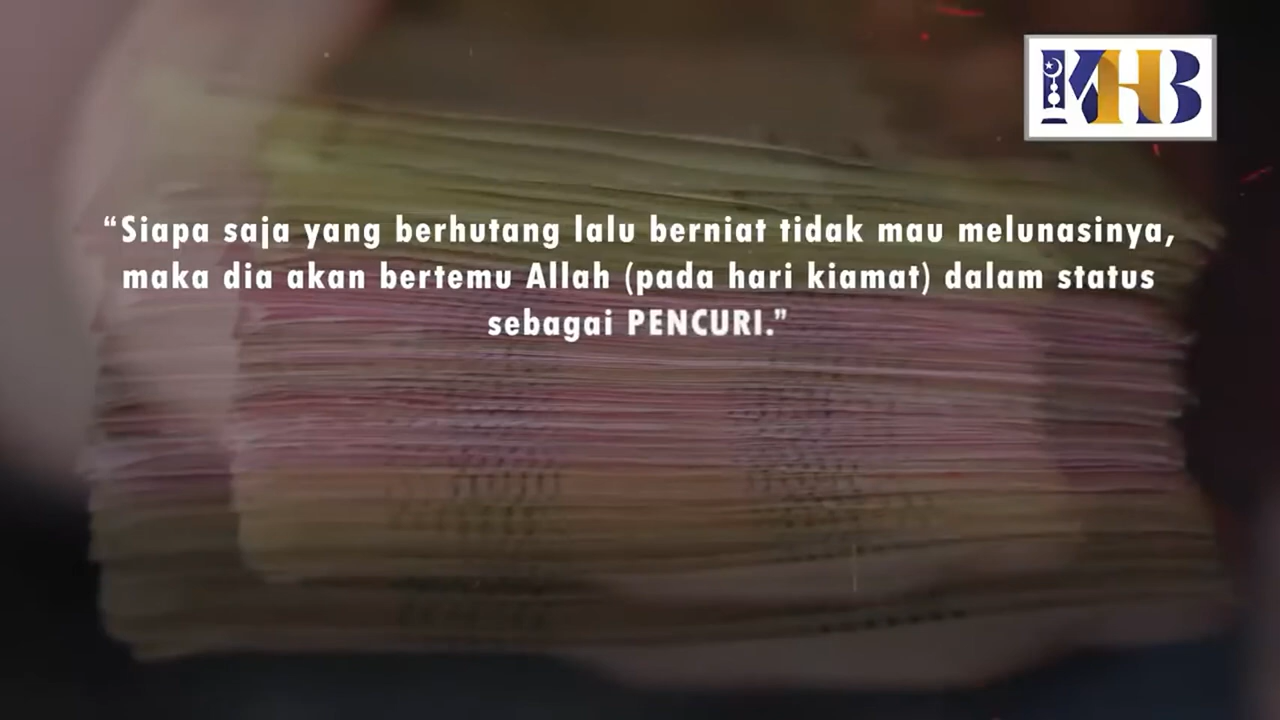 KHB
“Siapa saja yang berhutang lalu berniat tidak mau melunasinya,
maka dia akan bertemu Allah (pada hari kiamat) dalam status
sebagai PENCURI.”